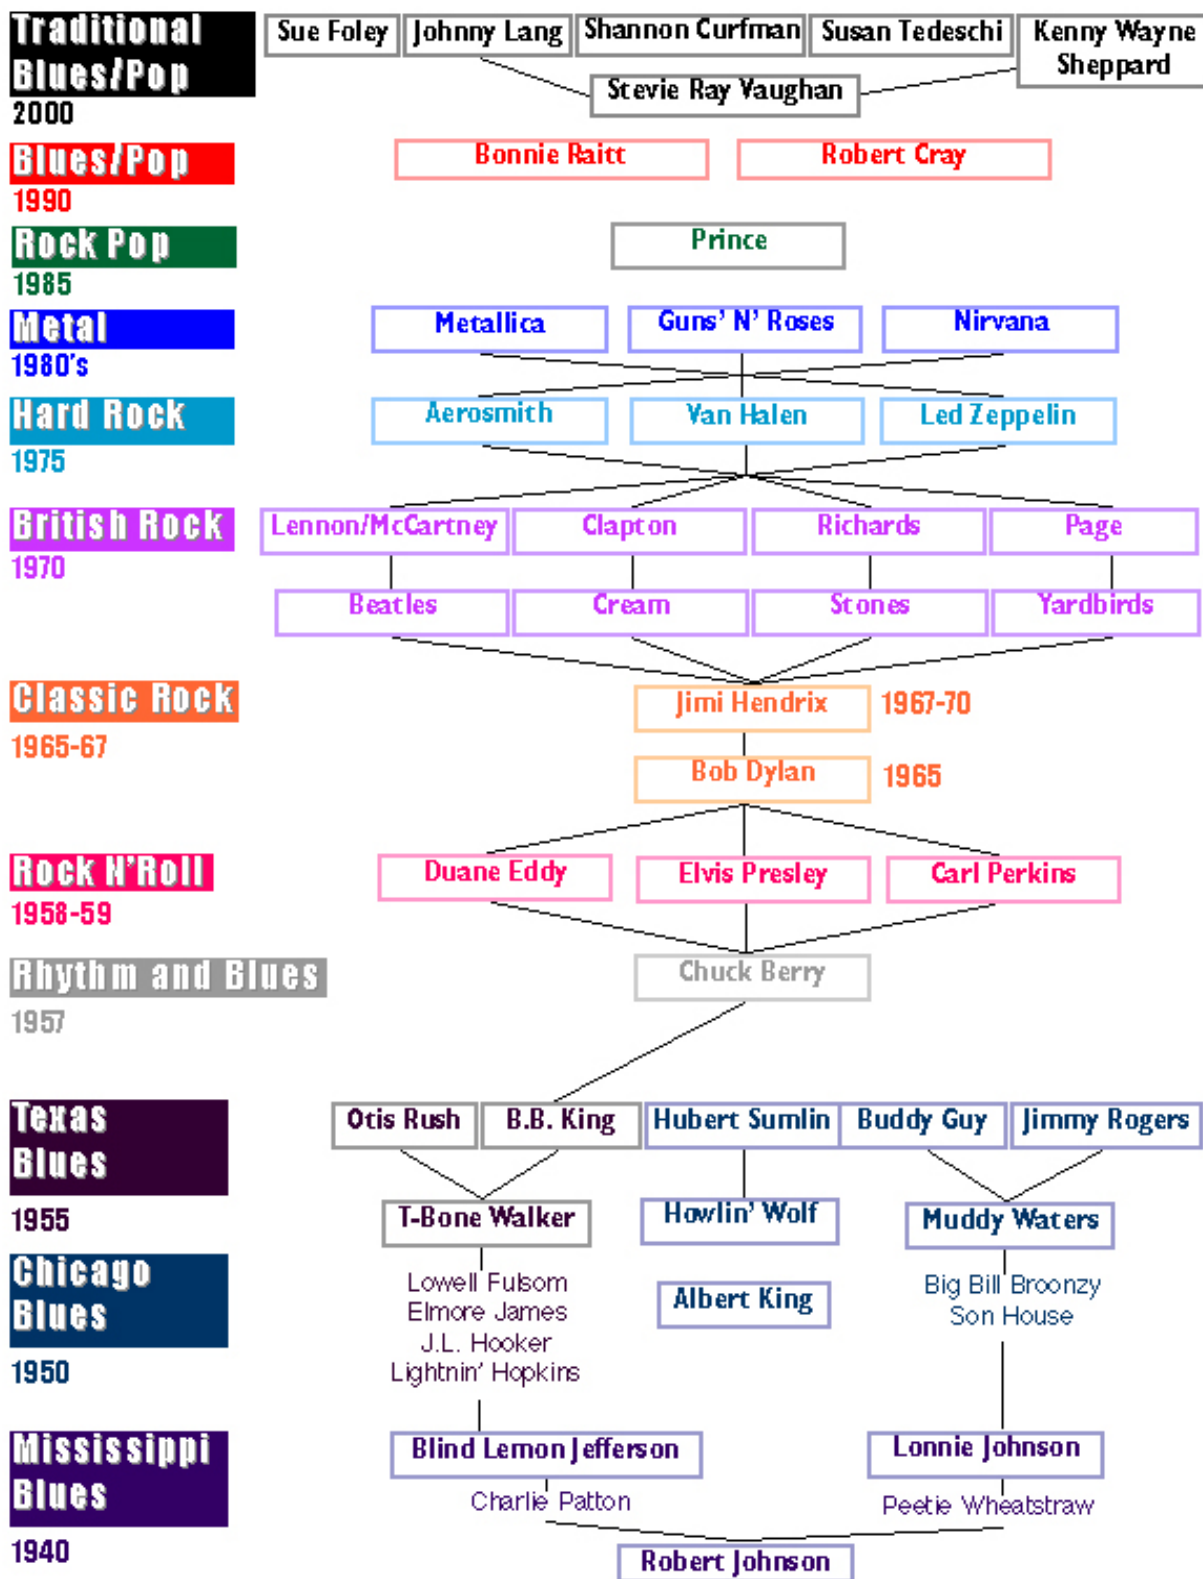 Traditional
Blues/Pop
2000
Sue Foley
Johnny Lang
Shannon Curfman
Susan Tedeschi
Kenny Wayne
Sheppard
Stevie Ray Vaughan
Blues/Pop
1990
Bonnie Raitt
Robert Cray
Rock Pop
1985
Prince
Metal
1980's
Metallica
Guns' N' Roses
Nirvana
Hard Rock
1975
Aerosmith
Van Halen
Led Zeppelin
British Rock
1970
Lennon/McCartney
Clapton
Richards
Page
Beatles
Cream
Stones
Yardbirds
Classic Rock
1965-67
Jimi Hendrix
1967-70
Bob Dylan
1965
Rock N'Roll
1958-59
Duane Eddy
Elvis Presley
Carl Perkins
Rhythm and Blues
1957
Chuck Berry
Texas
Blues
1955
Otis Rush
B.B. King
Hubert Sumlin
Buddy Guy
Jimmy Rogers
T-Bone Walker
Howlin' Wolf
Muddy Waters
Chicago
Blues
1950
Lowell Fulsom
Elmore James
J.L. Hooker
Lightnin' Hopkins
Albert King
Big Bill Broonzy
Son House
Mississippi
Blues
1940
Blind Lemon Jefferson
Lonnie Johnson
Charlie Patton
Peetie Wheatstraw
Robert Johnson